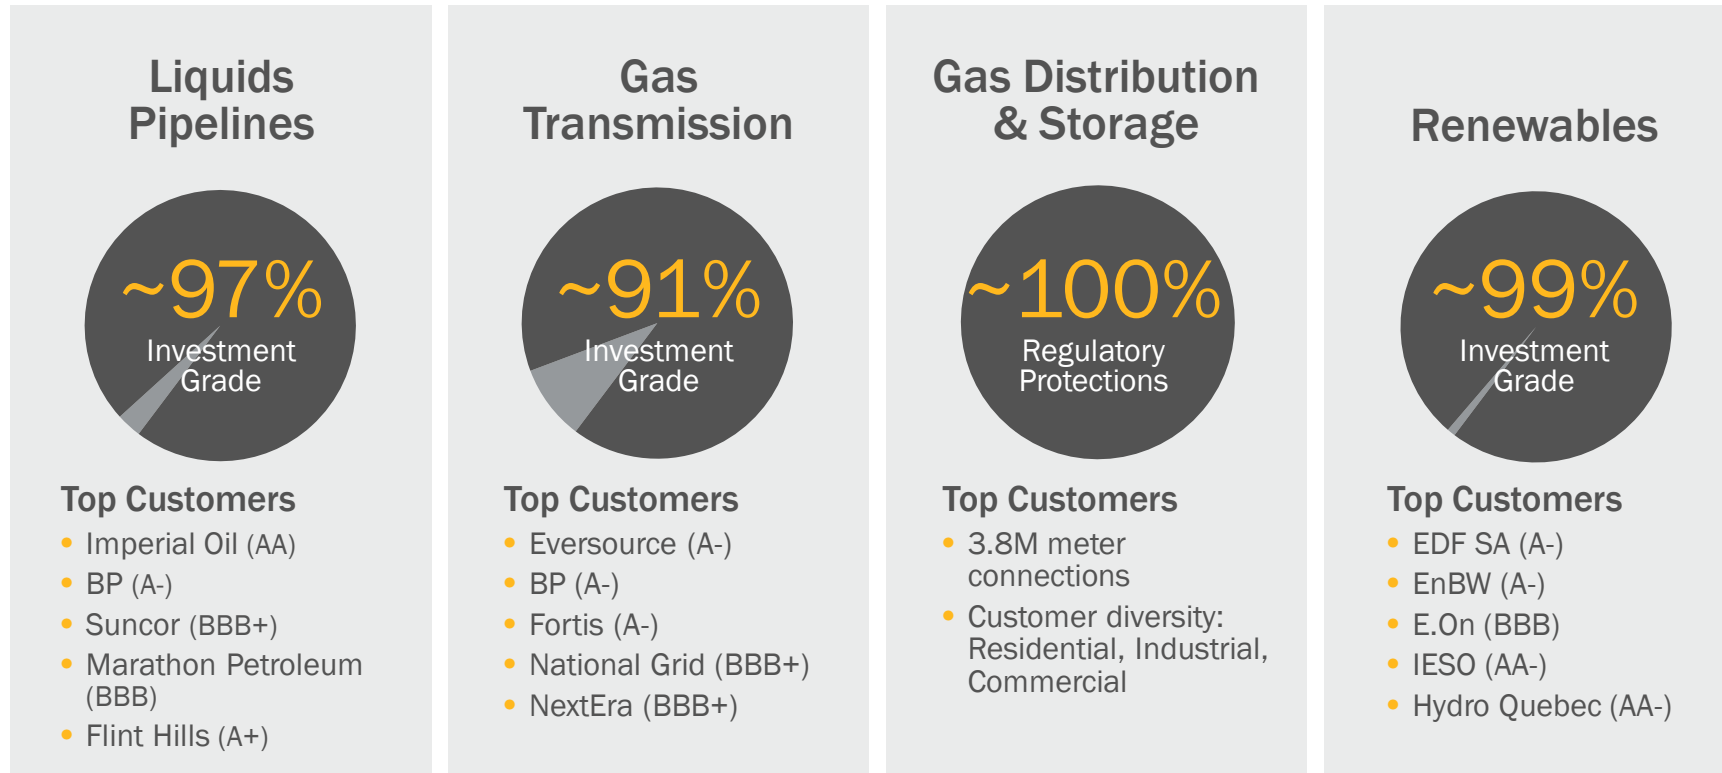 Liquids
Pipelines
~97%
Investment
Grade
Top Customers
• Imperial Oil (AA)
• BP (A-)
• Suncor (BBB+)
• Marathon Petroleum
(BBB)
• Flint Hills (A+)
Gas
Transmission
~91%
Investment
Grade
Top Customers
• Eversource (A-)
• BP (A-)
• Fortis (A-)
• National Grid (BBB+)
• NextEra (BBB+)
Gas Distribution
& Storage
~100%
Regulatory
Protections
Top Customers
• 3.8M meter
connections
• Customer diversity:
Residential, Industrial,
Commercial
Renewables
~99%
Investment
Grade
Top Customers
• EDF SA (A-)
• EnBW (A-)
• E.On (BBB)
• IESO (AA-)
• Hydro Quebec (AA-)